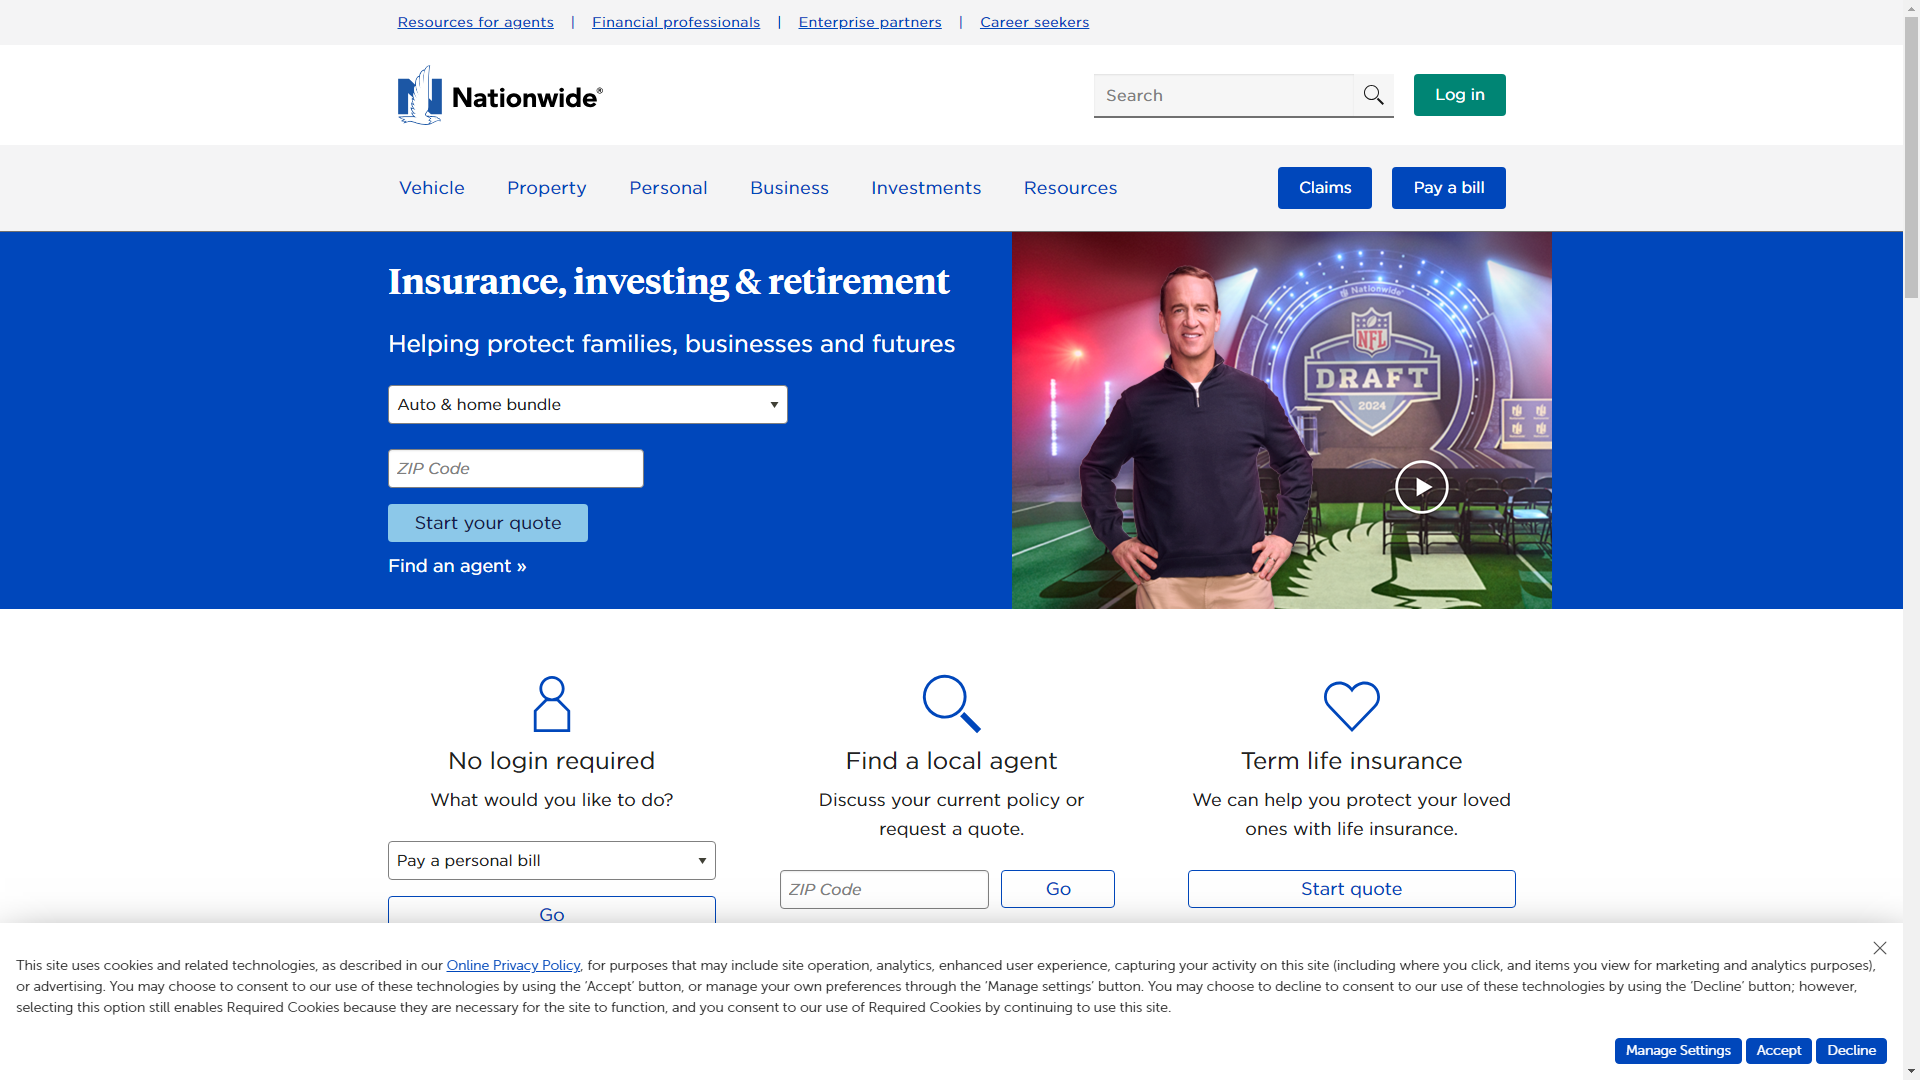 Resources for agents | Financial professionals | Enterprise partners | Career seekers
Nationwide®
Search
Log in
Vehicle Property Personal Business Investments Resources
Claims Pay a bill
Insurance, investing & retirement
Helping protect families, businesses and futures
Auto & home bundle
ZIP Code
Start your quote
Find an agent »
Nationwide
NFL
DRAFT
2024
No login required
What would you like to do?
Pay a personal bill
Go
Find a local agent
Discuss your current policy or
request a quote.
ZIP Code
Go
Term life insurance
We can help you protect your loved
ones with life insurance.
Start quote
This site uses cookies and related technologies, as described in our Online Privacy Policy, for purposes that may include site operation, analytics, enhanced user experience, capturing your activity on this site (including where you click, and items you view for marketing and analytics purposes),
or advertising. You may choose to consent to our use of these technologies by using the 'Accept' button, or manage your own preferences through the 'Manage settings' button. You may choose to decline to consent to our use of these technologies by using the 'Decline' button; however,
selecting this option still enables Required Cookies because they are necessary for the site to function, and you consent to our use of Required Cookies by continuing to use this site.
Manage Settings Accept Decline